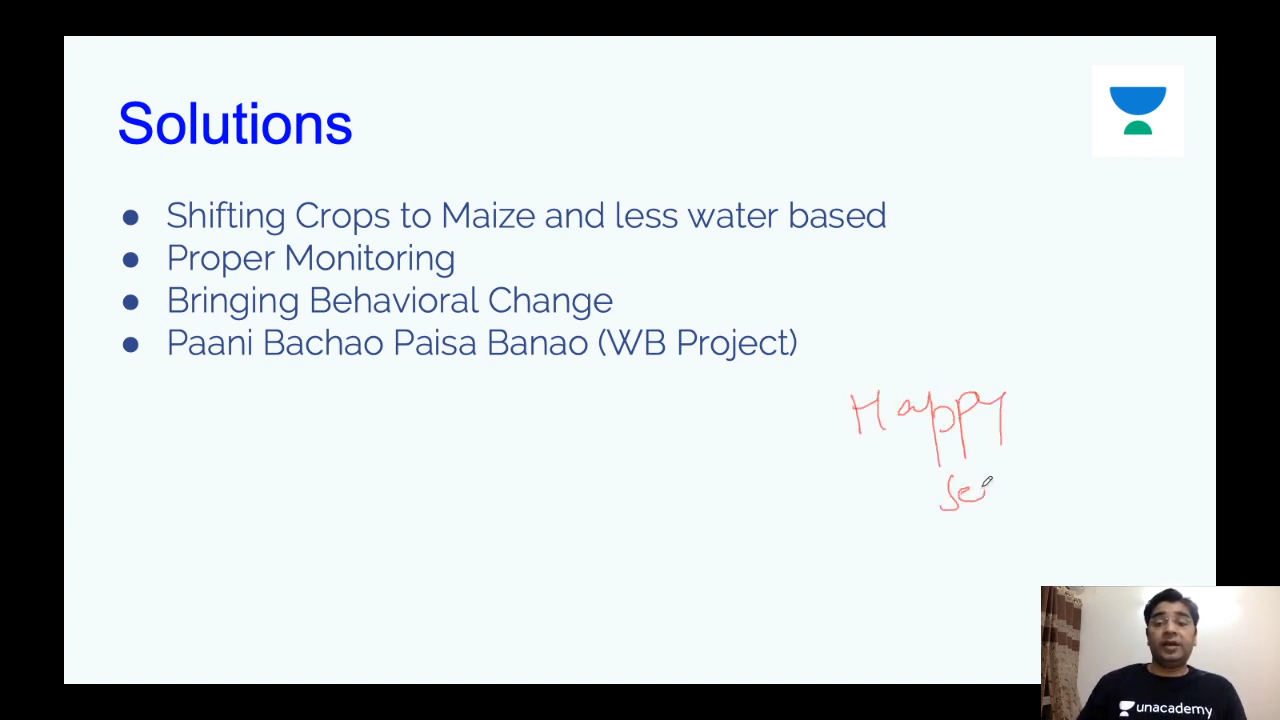 Solutions
● Shifting Crops to Maize and less water based
● Proper Monitoring
● Bringing Behavioral Change
● Paani Bachao Paisa Banao (WB Project)
Happy
Se
unacademy